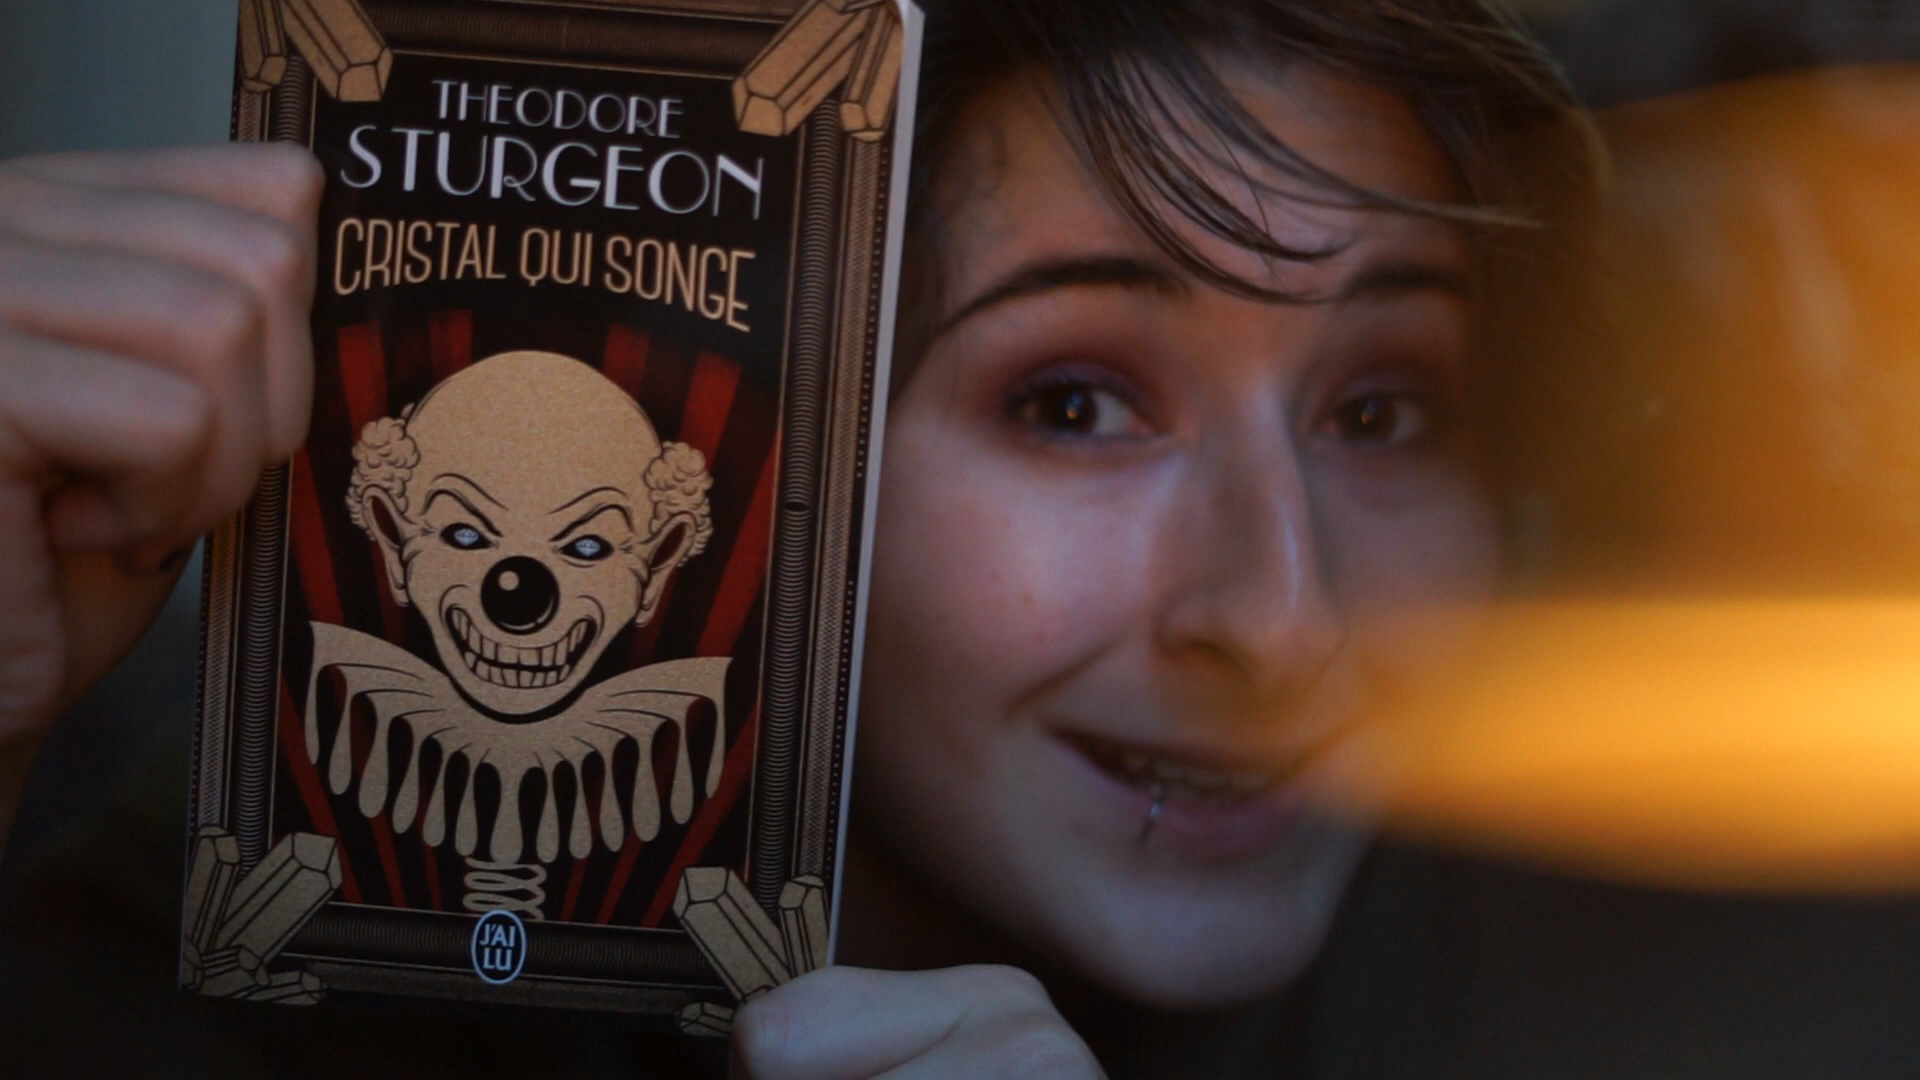 THEODORE
STURGEON
CRISTAL QUI SONGE
J'AI
LU